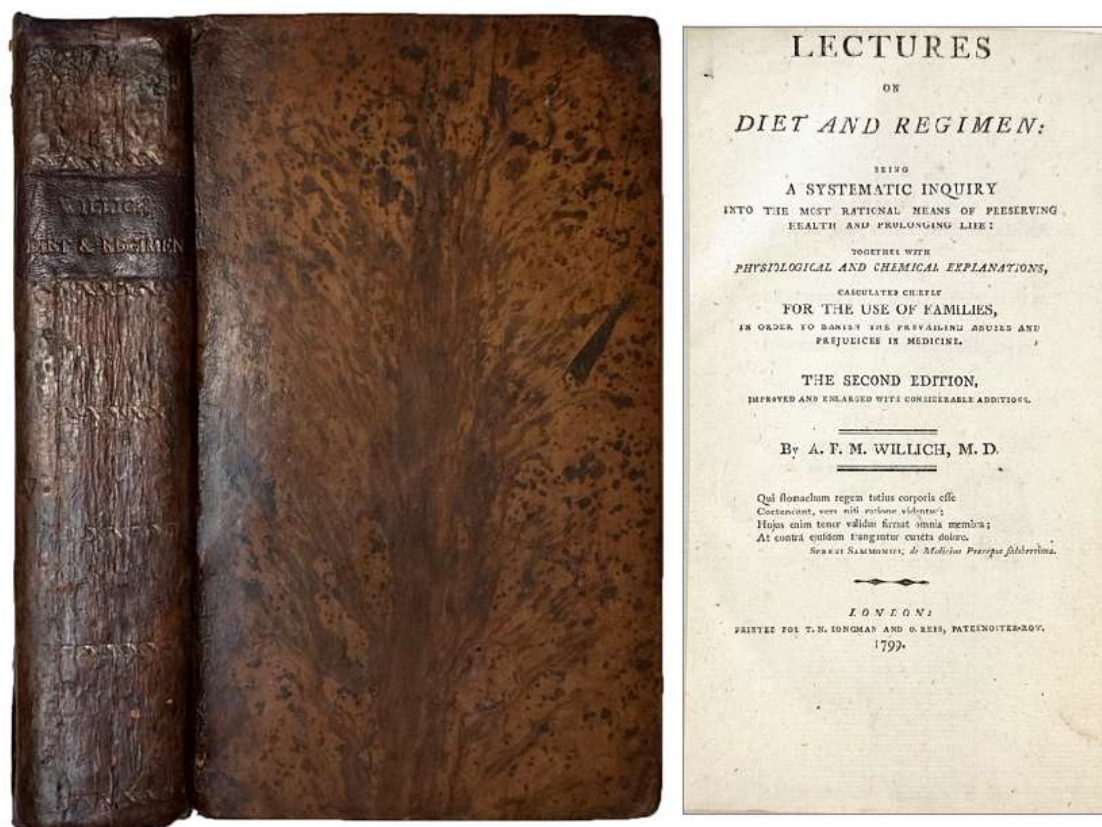 WILLICH
DIET & REGIMEN
LECTURES
ON
DIET AND REGIMEN:
BEING
A SYSTEMATIC INQUIRY
INTO THE MOST RATIONAL MEANS OF PRESERVING
HEALTH AND PROLONGING LIFE:
TOGETHER WITH
PHYSIOLOGICAL AND CHEMICAL EXPLANATIONS,
CALCULATED CHIEFLY
FOR THE USE OF FAMILIES,
IN ORDER TO BANISH THE PREVAILING ABUSES AND
PREJUDICES IN MEDICINE.
THE SECOND EDITION,
IMPROVED AND ENLARGED WITH CONSIDERABLE ADDITIONS.
By A. F. M. WILLICH, M. D.
Qui ſtomachum regem totius corporis eſſe
Contendunt, vera niti ratione videntur;
Hujus enim tenor validus firmat omnia membra;
At contrà ejuſdem franguntur cuncta dolore.
SERENI SAMMONICI, de Medicina Præcepta ſaluberrima.
LONDON:
PRINTED FOR T. N. LONGMAN AND O. REES, PATERNOSTER-ROW.
1799.